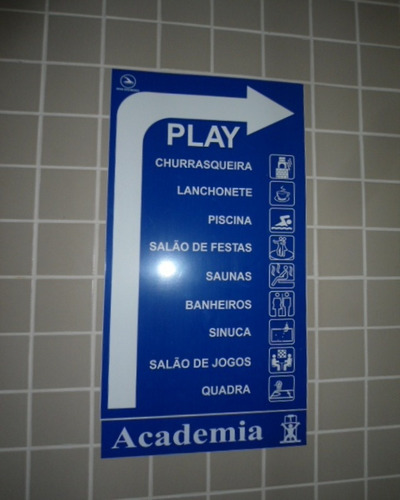 PLAY
CHURRASQUEIRA
LANCHONETE
PISCINA
SALÃO DE FESTAS
SAUNAS
BANHEIROS
SINUCA
SALÃO DE JOGOS
QUADRA
Academia